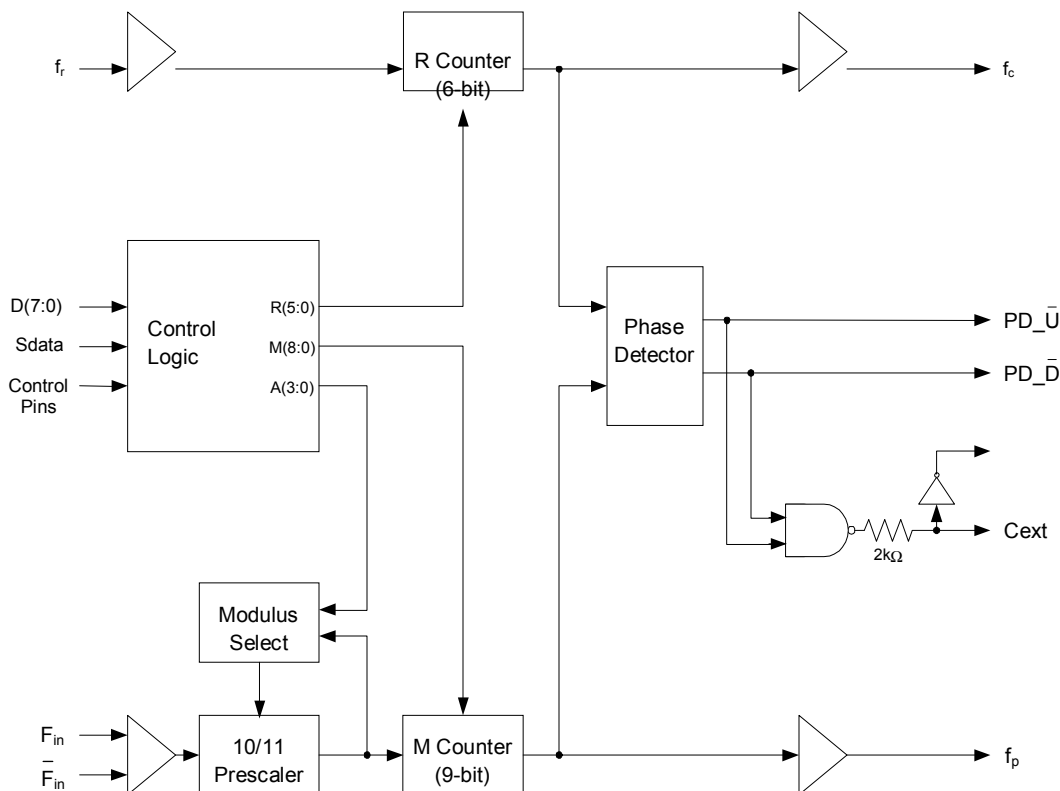 fr
R Counter
(6-bit)
fc
D(7:0)
Sdata
Control
Pins
Control
Logic
R(5:0)
M(8:0)
A(3:0)
Phase
Detector
PD_U̅
PD_D̅
2kΩ
Cext
Modulus
Select
Fin
F̅in
10/11
Prescaler
M Counter
(9-bit)
fp